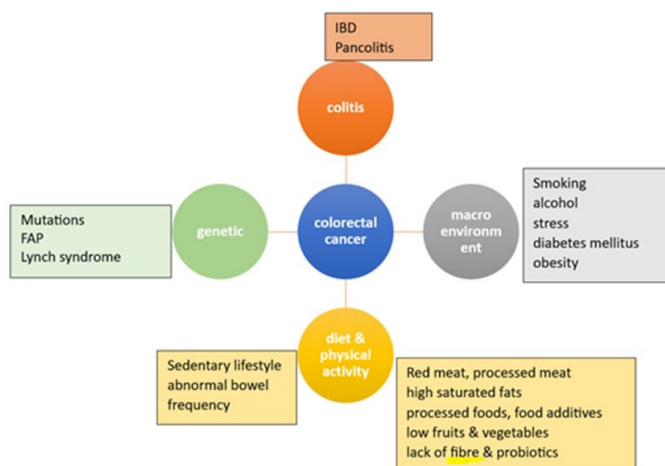 IBD
Pancolitis
colitis
Mutations
FAP
Lynch syndrome
genetic
colorectal
cancer
macro
environm
ent
Smoking
alcohol
stress
diabetes mellitus
obesity
diet &
physical
activity
Sedentary lifestyle
abnormal bowel
frequency
Red meat, processed meat
high saturated fats
processed foods, food additives
low fruits & vegetables
lack of fibre & probiotics